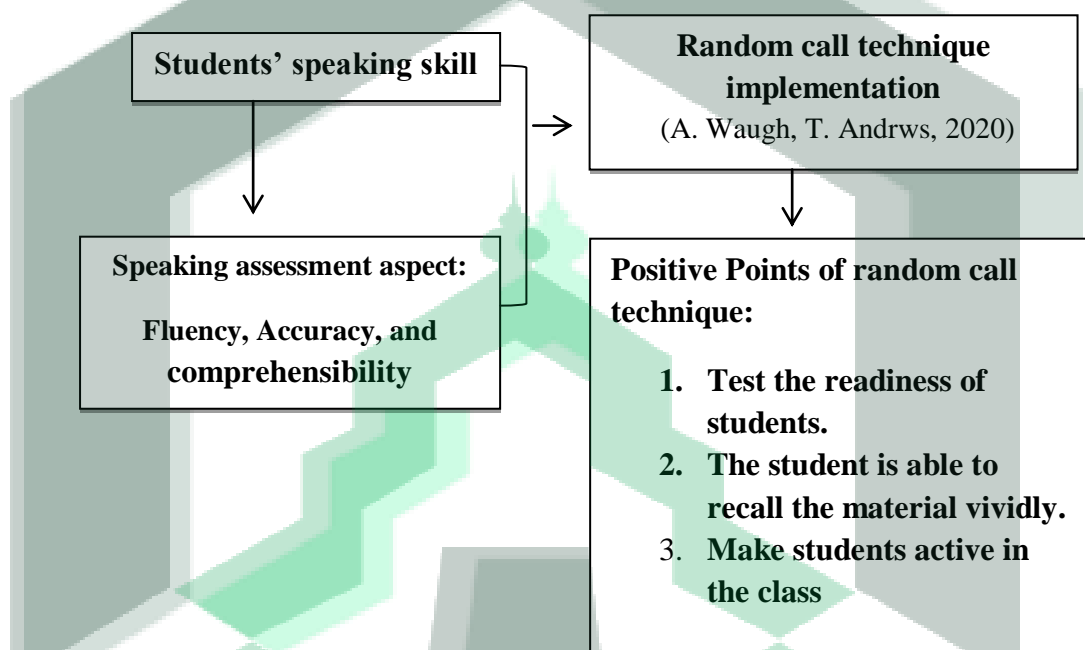 Students’ speaking skill
Random call technique
implementation
(A. Waugh, T. Andrws, 2020)
Speaking assessment aspect:
Fluency, Accuracy, and
comprehensibility
Positive Points of random call
technique:
1. Test the readiness of
students.
2. The student is able to
recall the material vividly.
3. Make students active in
the class